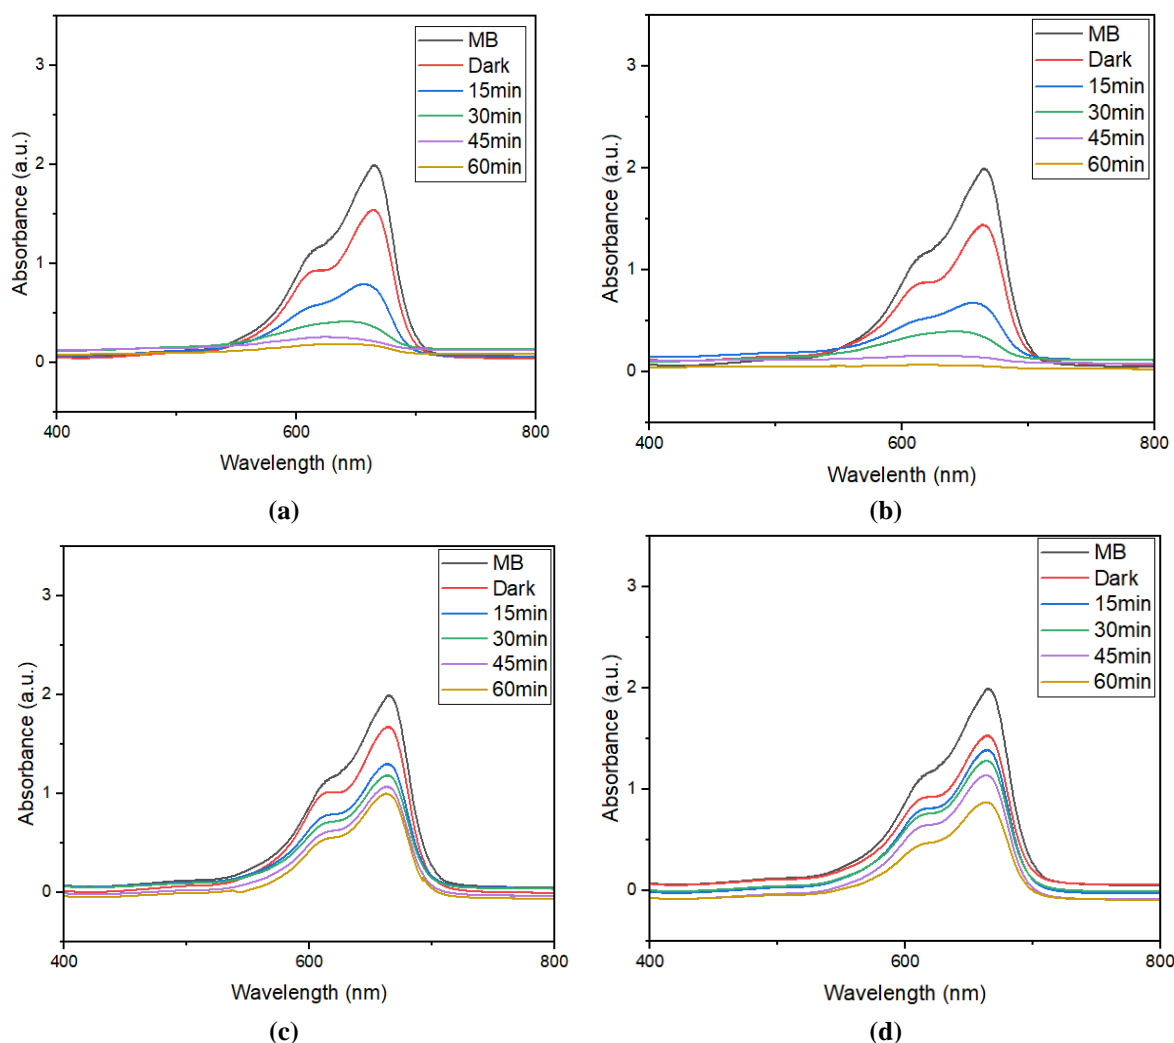 MB
Dark
15min
30min
45min
60min
3
2
1
0
Absorbance (a.u.)
400
600
800
Wavelength (nm)
(a)
MB
Dark
15min
30min
45min
60min
3
2
1
0
Absorbance (a.u.)
400
600
800
Wavelenth (nm)
(b)
MB
Dark
15min
30min
45min
60min
3
2
1
0
Absorbance (a.u.)
400
600
800
Wavelength (nm)
(c)
MB
Dark
15min
30min
45min
60min
3
2
1
0
Absorbance (a.u.)
400
600
800
Wavelength (nm)
(d)